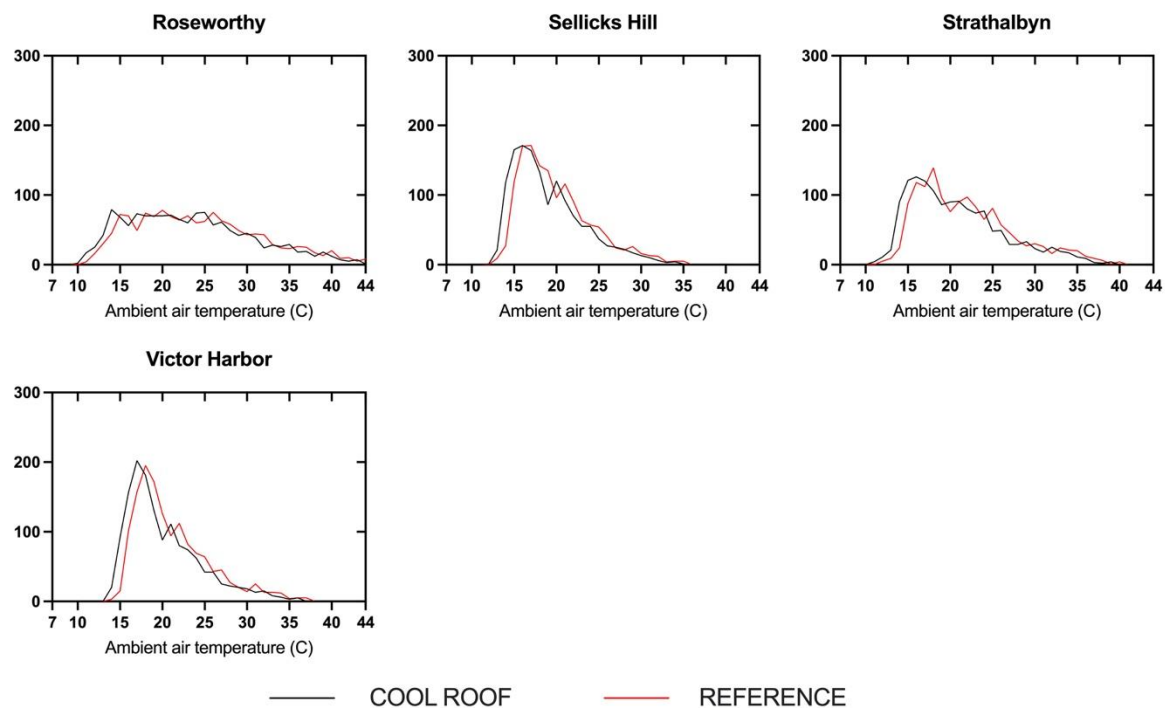 Roseworthy
300
200
100
0
7 10 15 20 25 30 35 40 44
Ambient air temperature (C)
Sellicks Hill
300
200
100
0
7 10 15 20 25 30 35 40 44
Ambient air temperature (C)
Strathalbyn
300
200
100
0
7 10 15 20 25 30 35 40 44
Ambient air temperature (C)
Victor Harbor
300
200
100
0
7 10 15 20 25 30 35 40 44
Ambient air temperature (C)
COOL ROOF REFERENCE